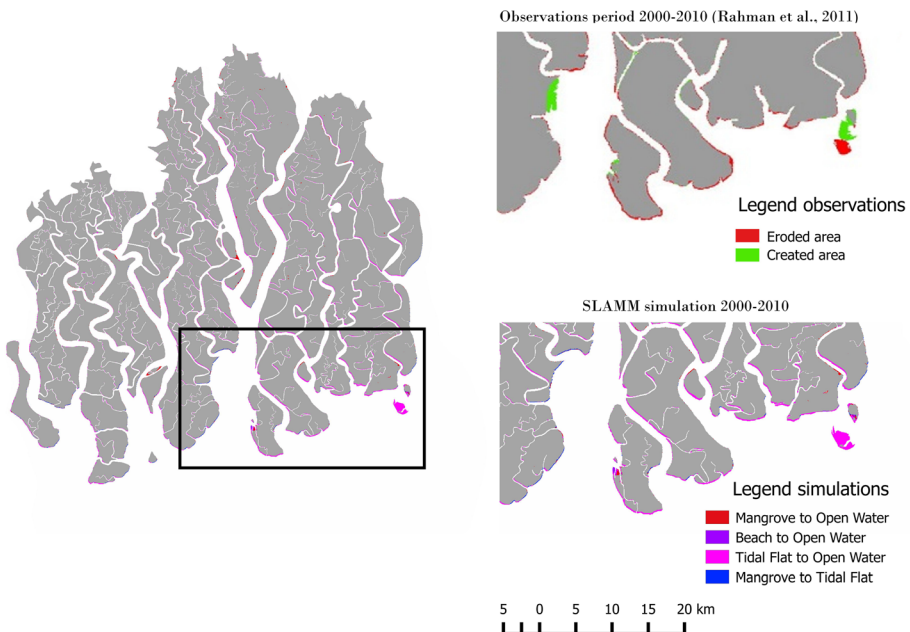 Observations period 2000-2010 (Rahman et al., 2011)
Legend observations
Eroded area
Created area
SLAMM simulation 2000-2010
Legend simulations
Mangrove to Open Water
Beach to Open Water
Tidal Flat to Open Water
Mangrove to Tidal Flat
5 0 5 10 15 20 km